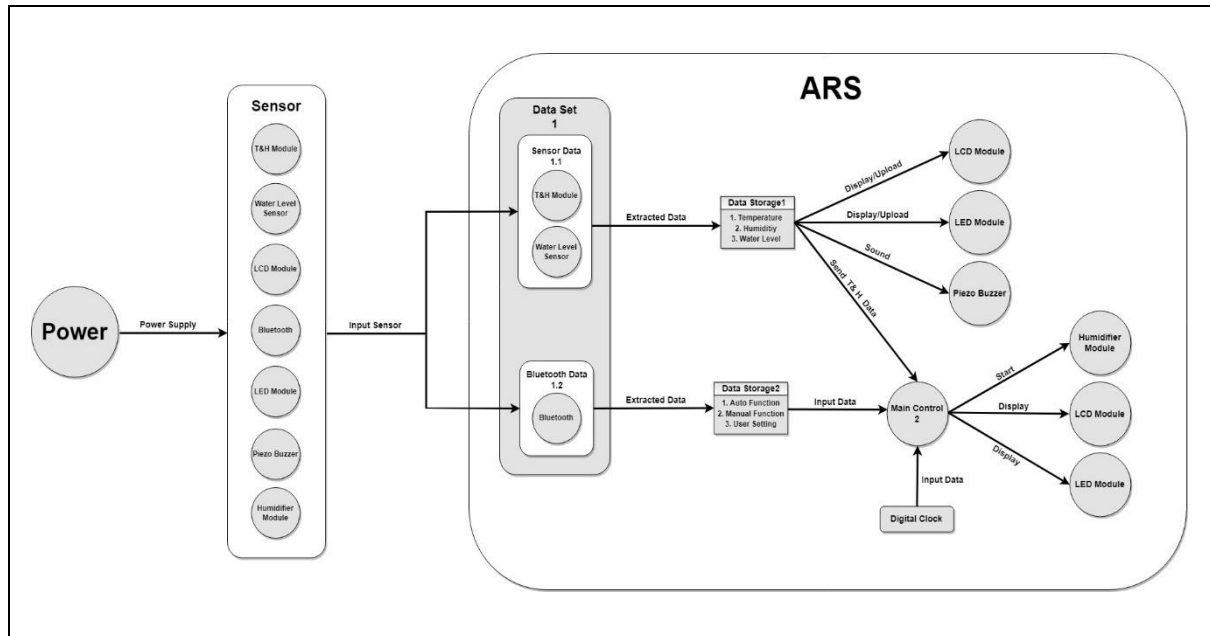 ARS
Power
Power Supply
Sensor
T&H Module
Water Level
Sensor
LCD Module
Bluetooth
LED Module
Piezo Buzzer
Humidifier
Module
Input Sensor
Data Set
1
Sensor Data
1.1
T&H Module
Water Level
Sensor
Bluetooth Data
1.2
Bluetooth
Extracted Data
Extracted Data
Data Storage1
1. Temperature
2. Humiditiy
3. Water Level
Data Storage2
1. Auto Function
2. Manual Function
3. User Setting
Display/Upload
Display/Upload
Sound
Send T& H Data
LCD Module
LED Module
Piezo Buzzer
Input Data
Main Control
2
Input Data
Digital Clock
Start
Display
Display
Humidifier
Module
LCD Module
LED Module